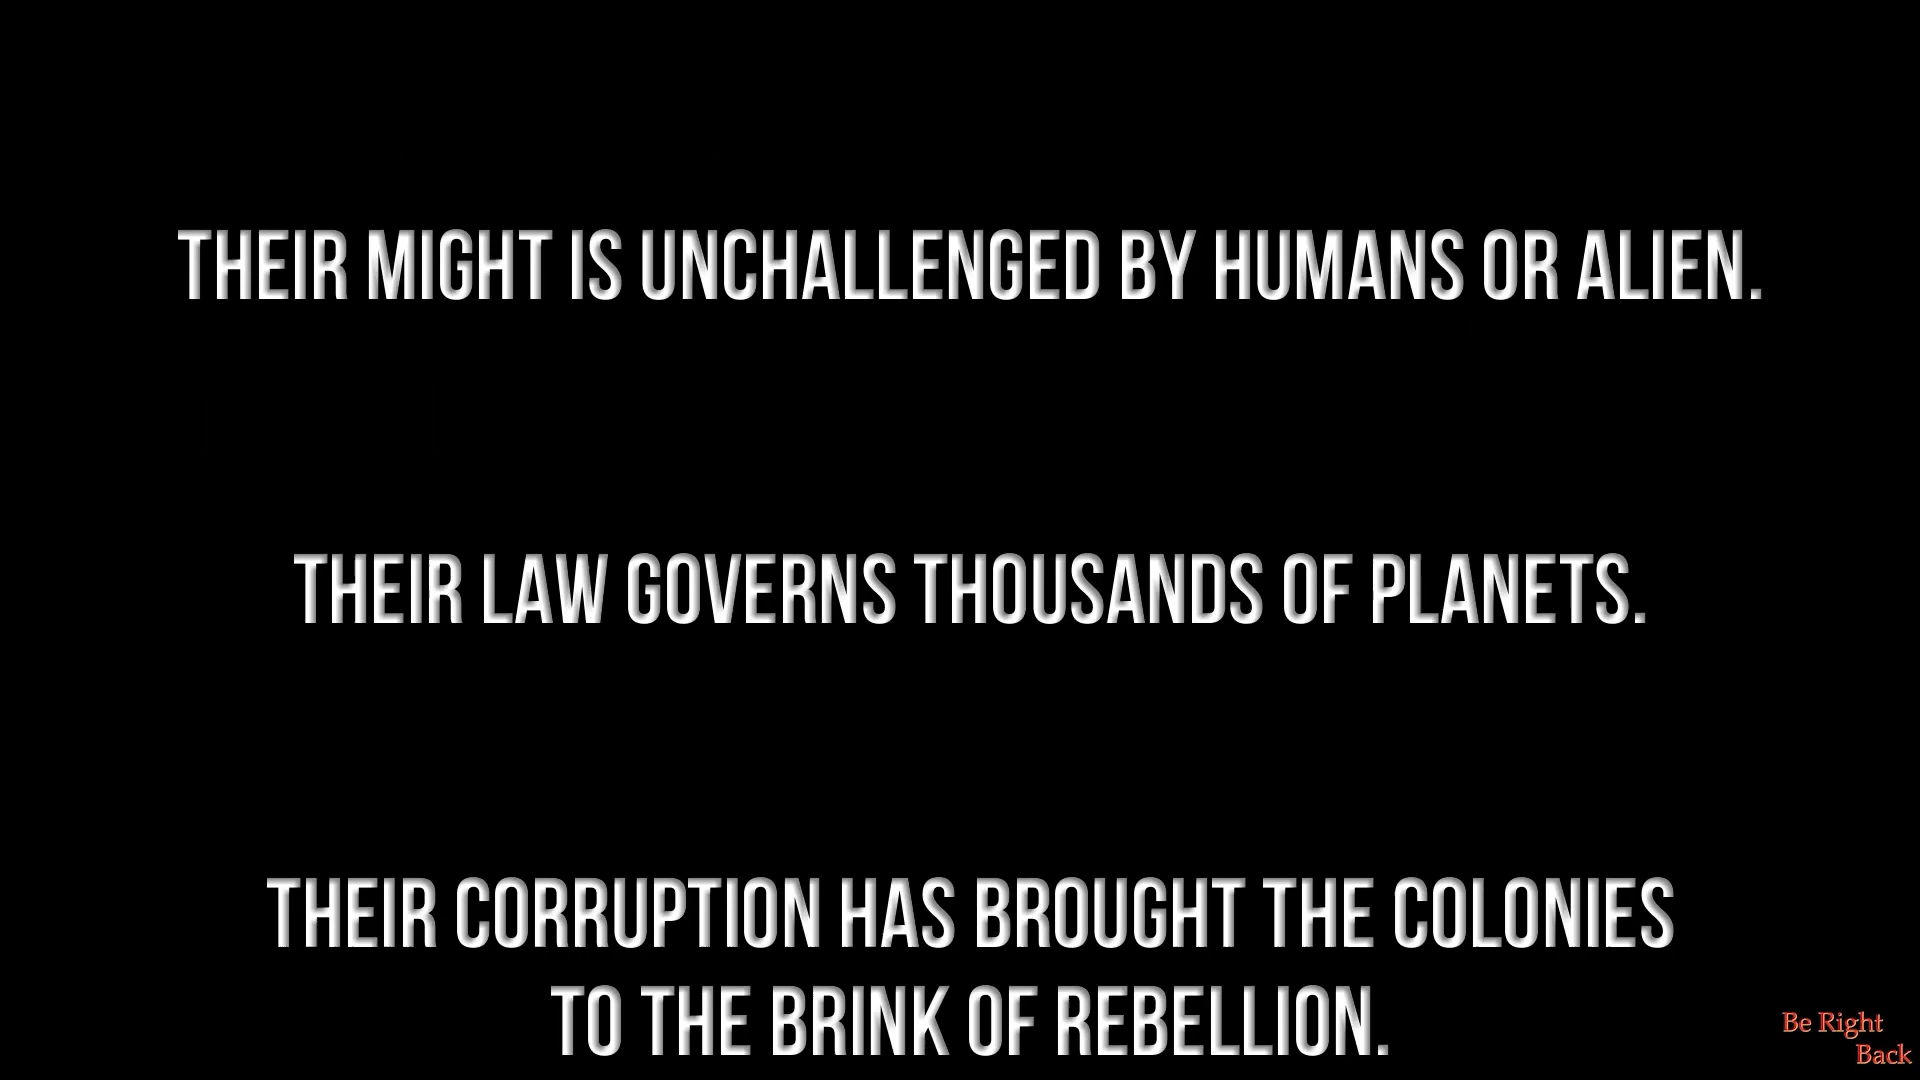 THEIR MIGHT IS UNCHALLENGED BY HUMANS OR ALIEN.
THEIR LAW GOVERNS THOUSANDS OF PLANETS.
THEIR CORRUPTION HAS BROUGHT THE COLONIES
TO THE BRINK OF REBELLION.
Be Right
Back